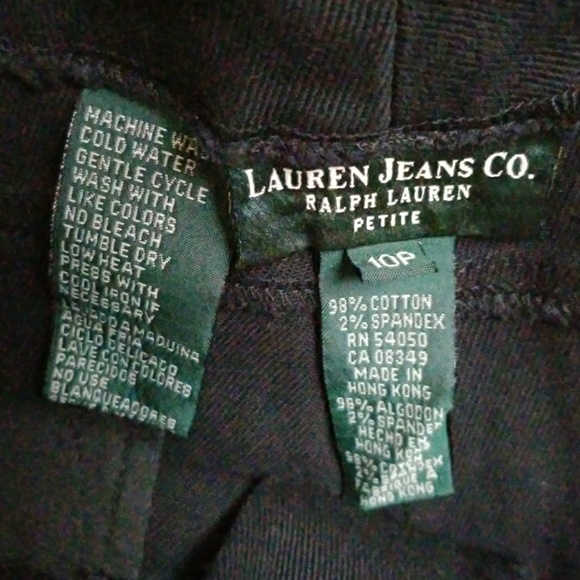 MACHINE
COLD WATER
GENTLE CYCLE
WASH WITH
LIKE COLORS
NO BLEACH
TUMBLE DRY
LOW HEAT
PRESS WITH
COOL IRON IF
NECESSARY
AGUA FRIA
CICLO DELICADO
LAVE CON COLORES
PARECIDOS
NO USE
BLANQUEADORES
LAUREN JEANS CO.
RALPH LAUREN
PETITE
10P
98% COTTON
2% SPANDEX
RN 54050
CA 08349
MADE IN
HONG KONG
98% ALGODON
2% SPANDEX
HECHO EN
HONG KON
HONG KONG